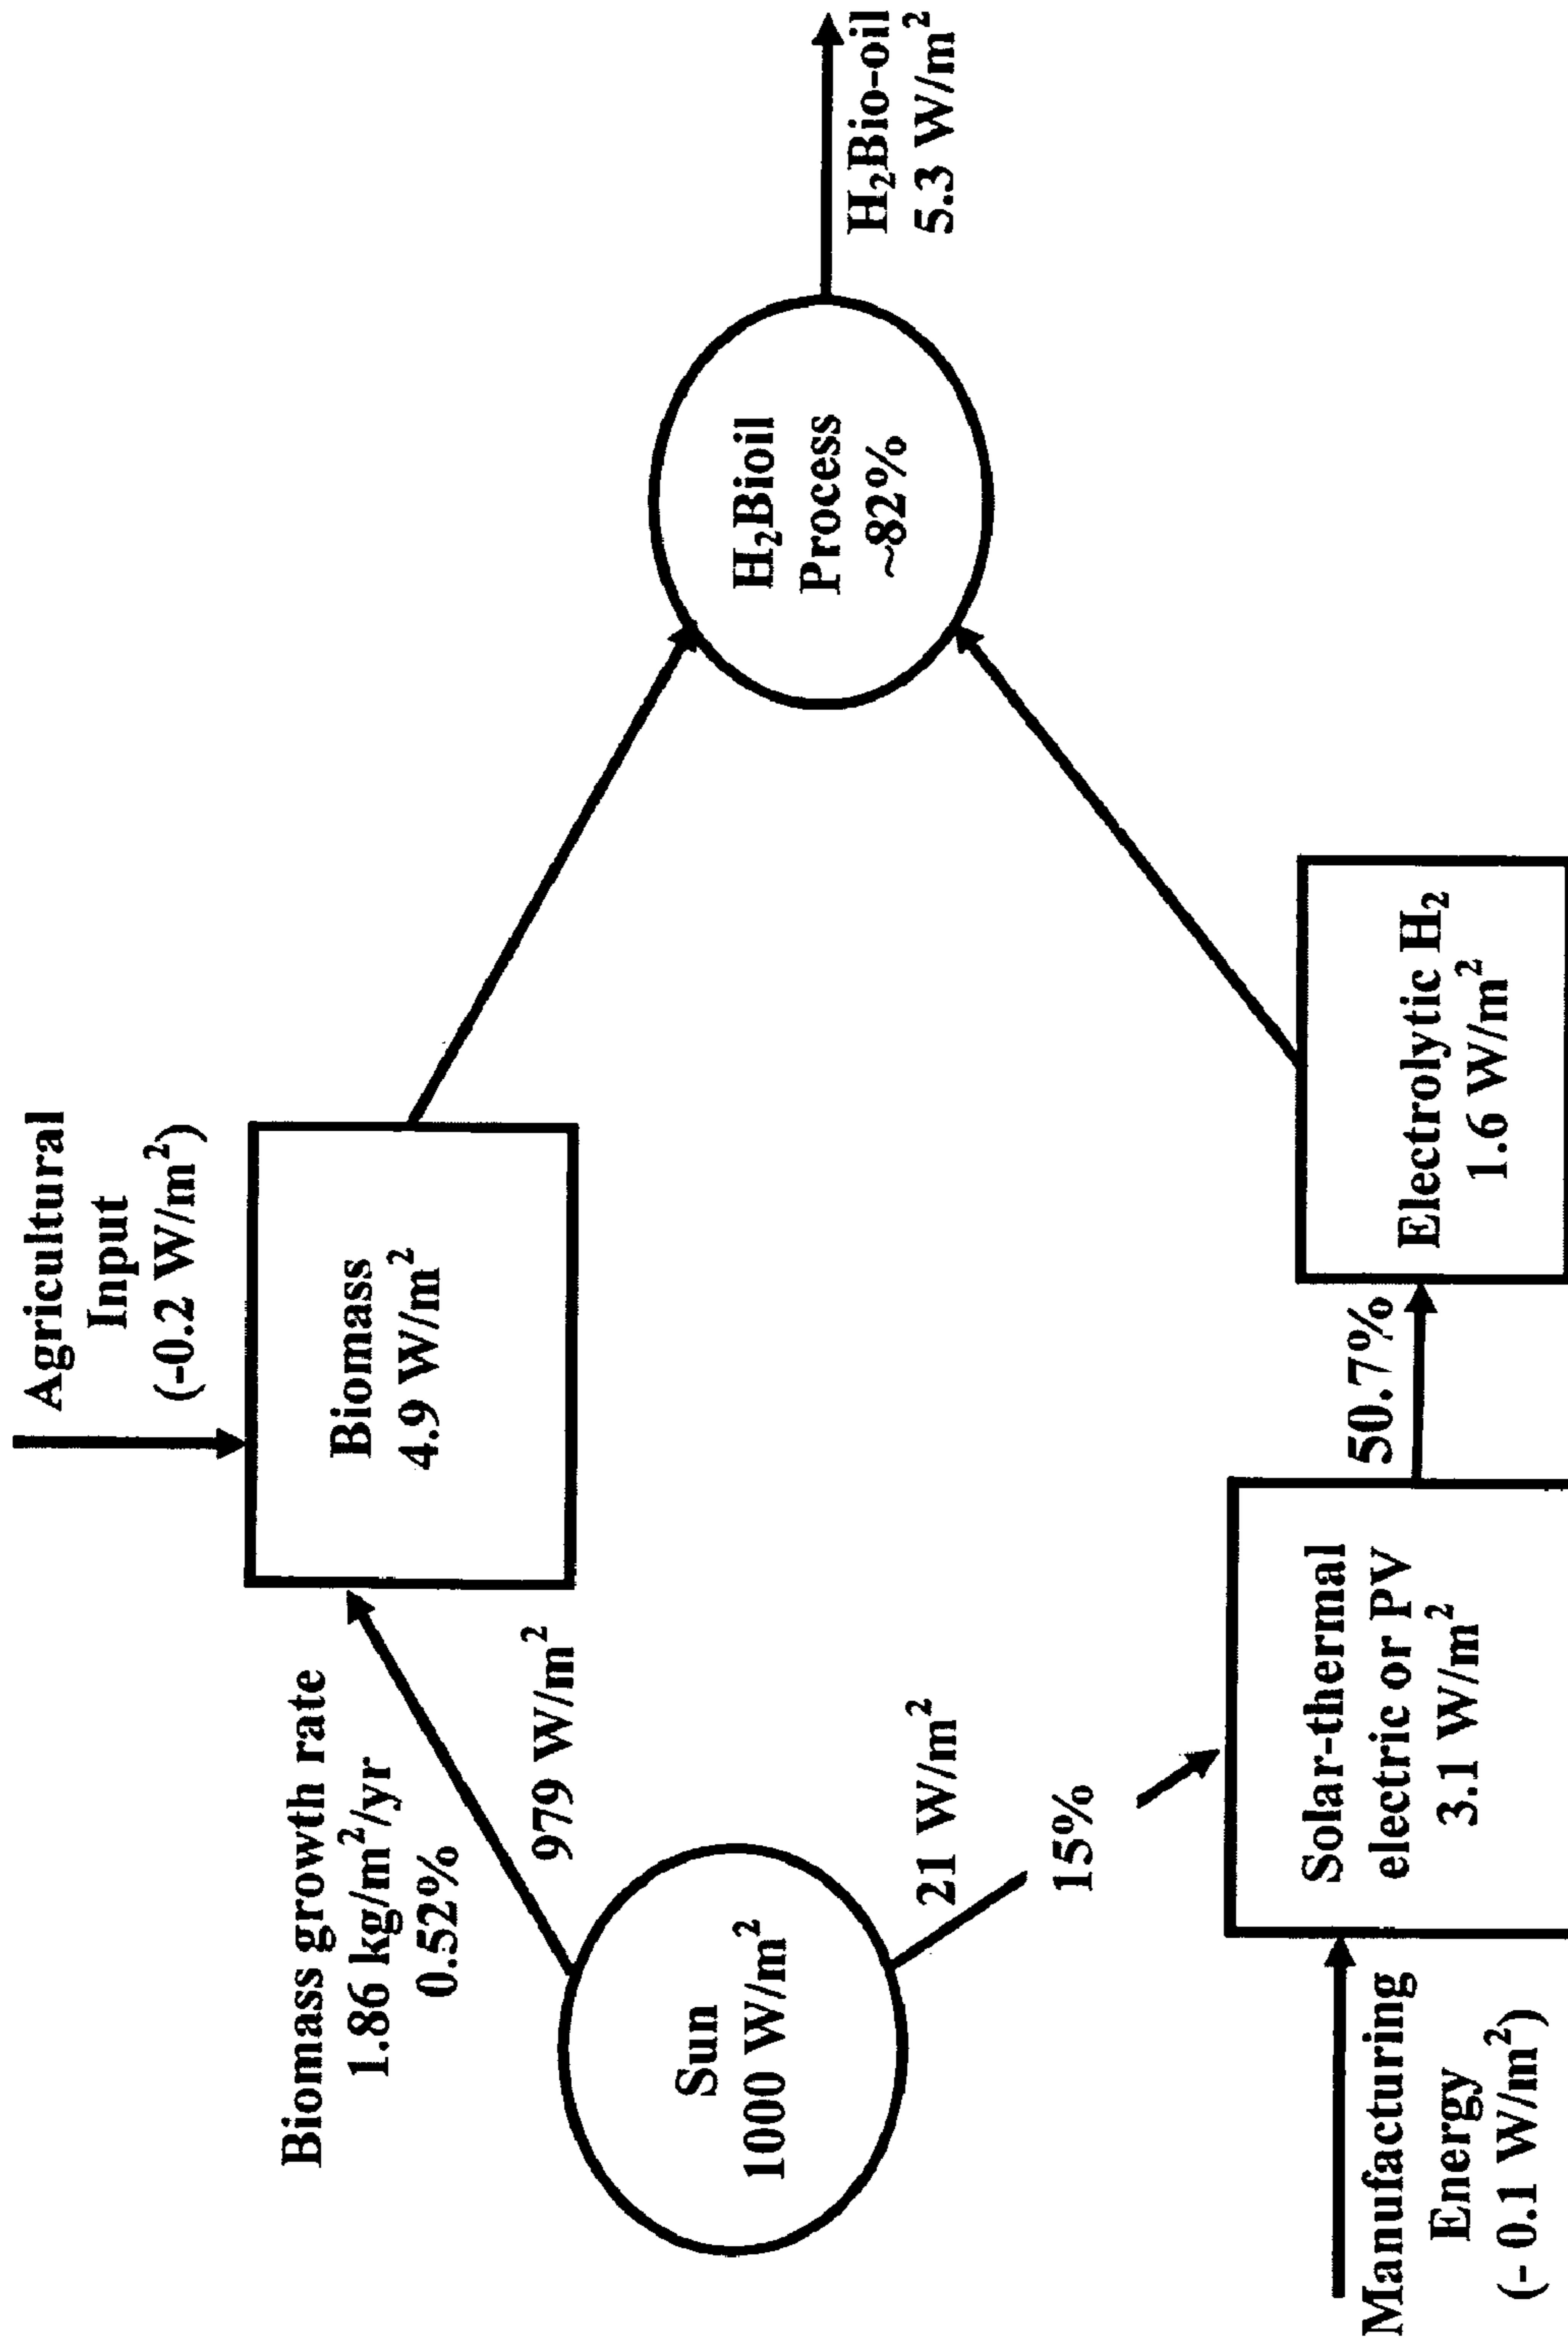 Agricultural
Input
(-0.2 W/m²)
Biomass growth rate
1.86 kg/m²/yr
0.52%
979 W/m²
Biomass
4.9 W/m²
Sun
1000 W/m²
21 W/m²
15%
H₂Bioil
Process
~82%
H₂Bio-oil
5.3 W/m²
Solar-thermal
electric or PV
3.1 W/m²
50.7%
Electrolytic H₂
1.6 W/m²
Manufacturing
Energy
(- 0.1 W/m²)